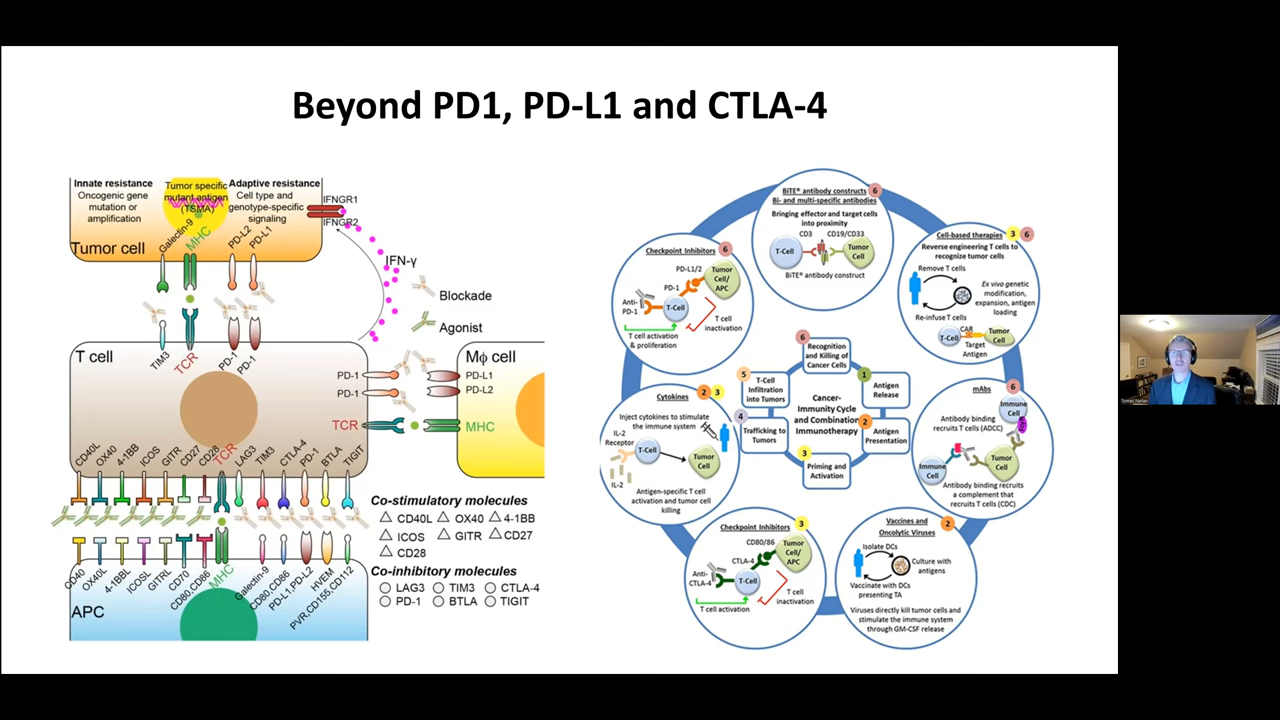 Beyond PD1, PD-L1 and CTLA-4
Innate resistance
Oncogenic gene
mutation or
amplification
Tumor specific
mutant antigen
(TSMA)
Adaptive resistance
Cell type and
genotype-specific
signaling
IFNGR1
IFNGR2
Tumor cell
Galectin-9
MHC
PD-L2
PD-L1
IFN-γ
Blockade
Agonist
TIM3
TCR
PD-1
PD-1
T cell
Mϕ cell
PD-1
PD-L1
PD-1
PD-L2
TCR
MHC
CD40L
OX40
4-1BB
ICOS
GITR
CD27
CD28
TCR
LAG3
TIM3
CTLA-4
PD-1
BTLA
TIGIT
CD40
OX40L
4-1BBL
ICOSL
GITRL
CD70
CD80,CD86
MHC
Galectin-9
CD80,CD86
PD-L1,PD-L2
HVEM
PVR,CD155,CD112
APC
Co-stimulatory molecules
CD40L OX40 4-1BB
ICOS GITR CD27
CD28
Co-inhibitory molecules
LAG3 TIM3 CTLA-4
PD-1 BTLA TIGIT
BiTE® antibody constructs 6
Bi- and multi-specific antibodies
Bringing effector and target cells
into proximity
CD3 CD19/CD33
T-Cell
Tumor
Cell
BiTE® antibody construct
Cell-based therapies 3 6
Reverse engineering T cells to
recognize tumor cells
Remove T cells
Ex vivo genetic
modification,
expansion, antigen
loading
Re-infuse T cells
CAR
T-Cell
Tumor
Cell
Target
Antigen
mAbs 6
Immune
Cell
Antibody binding
recruits T cells (ADCC)
Immune
Cell
Tumor
Cell
Antibody binding recruits
a complement that
recruits T cells (CDC)
Vaccines and
Oncolytic Viruses
2
Isolate DCs
Culture with
antigens
Vaccinate with DCs
presenting TA
Viruses directly kill tumor cells and
stimulate the immune system
through GM-CSF release
Checkpoint Inhibitors 3
CD80/86
Tumor
Cell/
APC
CTLA-4
Anti-
CTLA-4
T-Cell
T cell activation
T cell
inactivation
Cytokines 2 3
Inject cytokines to stimulate
the immune system
IL-2
Receptor
T-Cell
IL-2
Tumor
Cell
Antigen-specific T cell
activation and tumor cell
killing
Checkpoint Inhibitors 6
PD-L1/2
Tumor
Cell/
APC
PD-1
Anti-
PD-1
T-Cell
T cell
inactivation
T cell activation
& proliferation
Cancer-
Immunity Cycle
and Combination
Immunotherapy
6
Recognition
and Killing of
Cancer Cells
1
Antigen
Release
2
Antigen
Presentation
3
Priming and
Activation
4
Trafficking to
Tumors
5
T-Cell
Infiltration
into Tumors